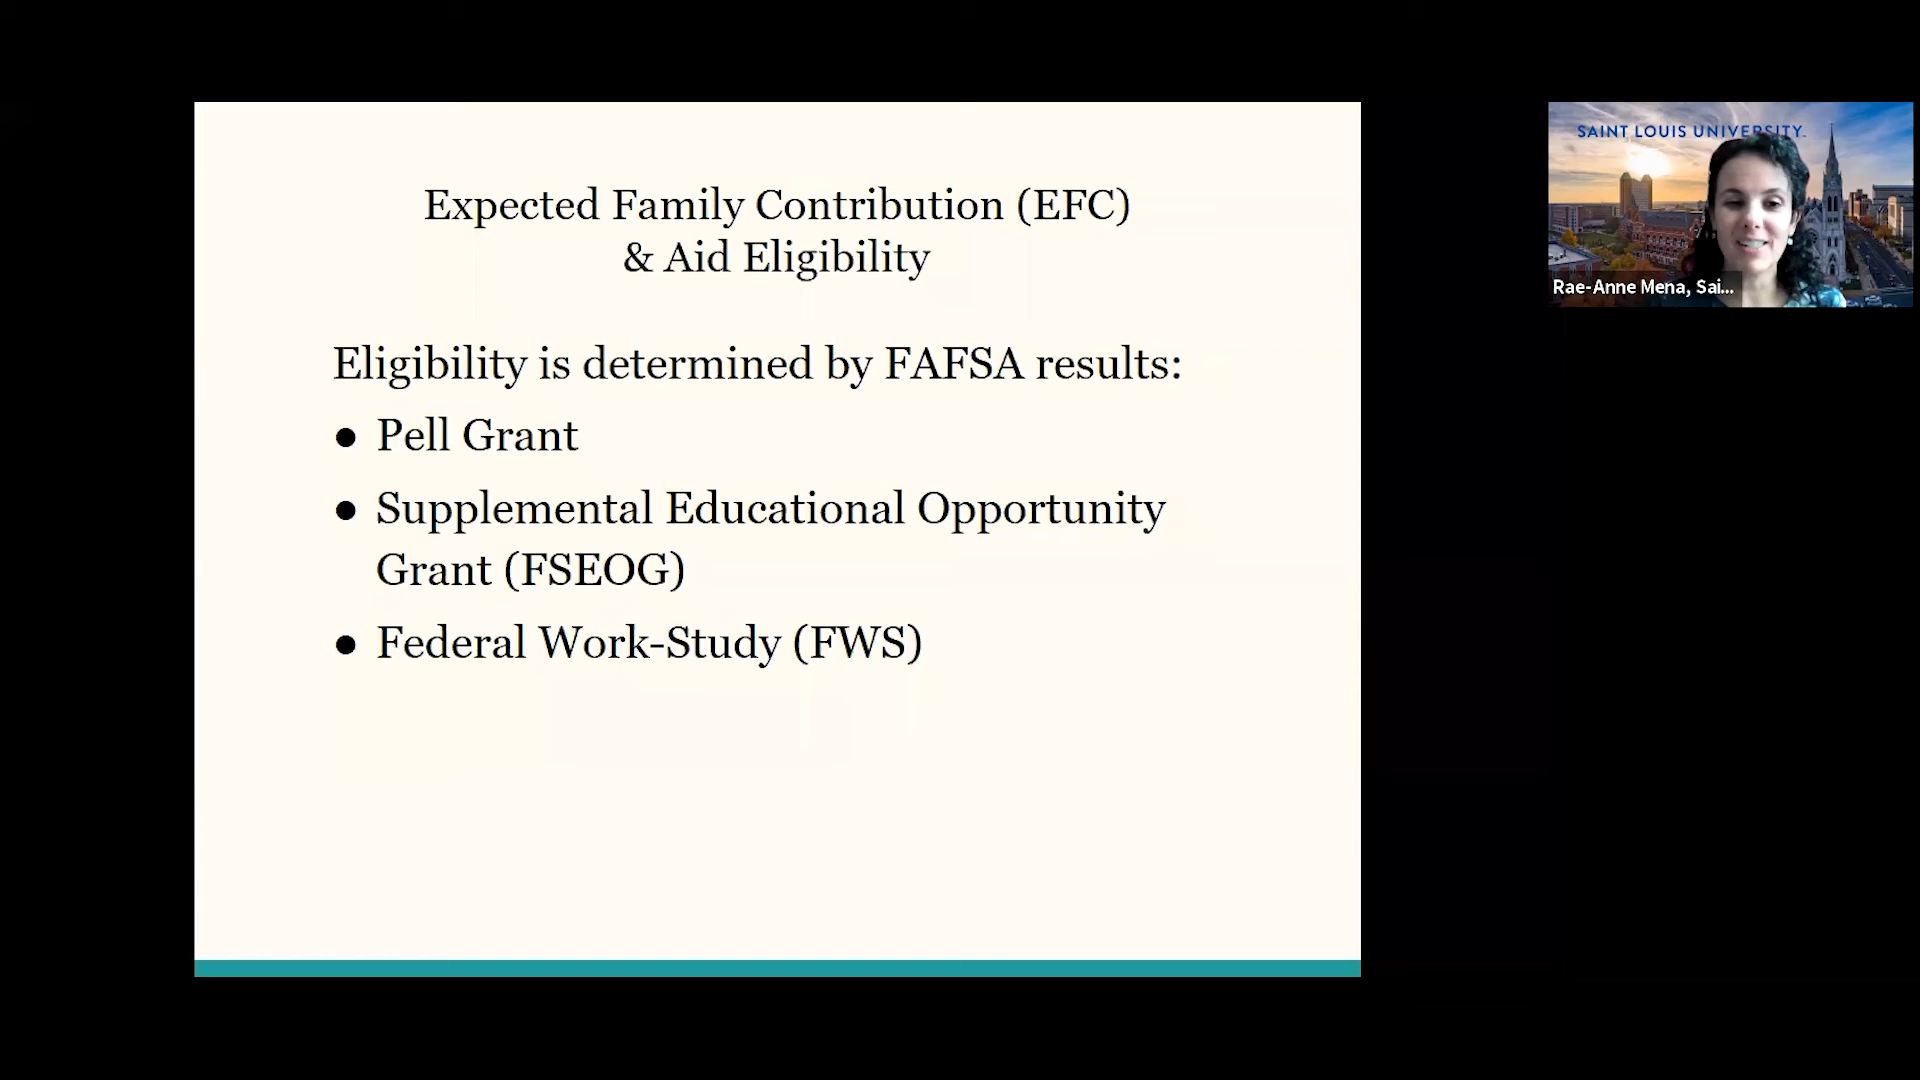 Expected Family Contribution (EFC)
& Aid Eligibility
Eligibility is determined by FAFSA results:
● Pell Grant
● Supplemental Educational Opportunity
Grant (FSEOG)
● Federal Work-Study (FWS)
SAINT LOUIS UNIVERSITY
Rae-Anne Mena, Sai...